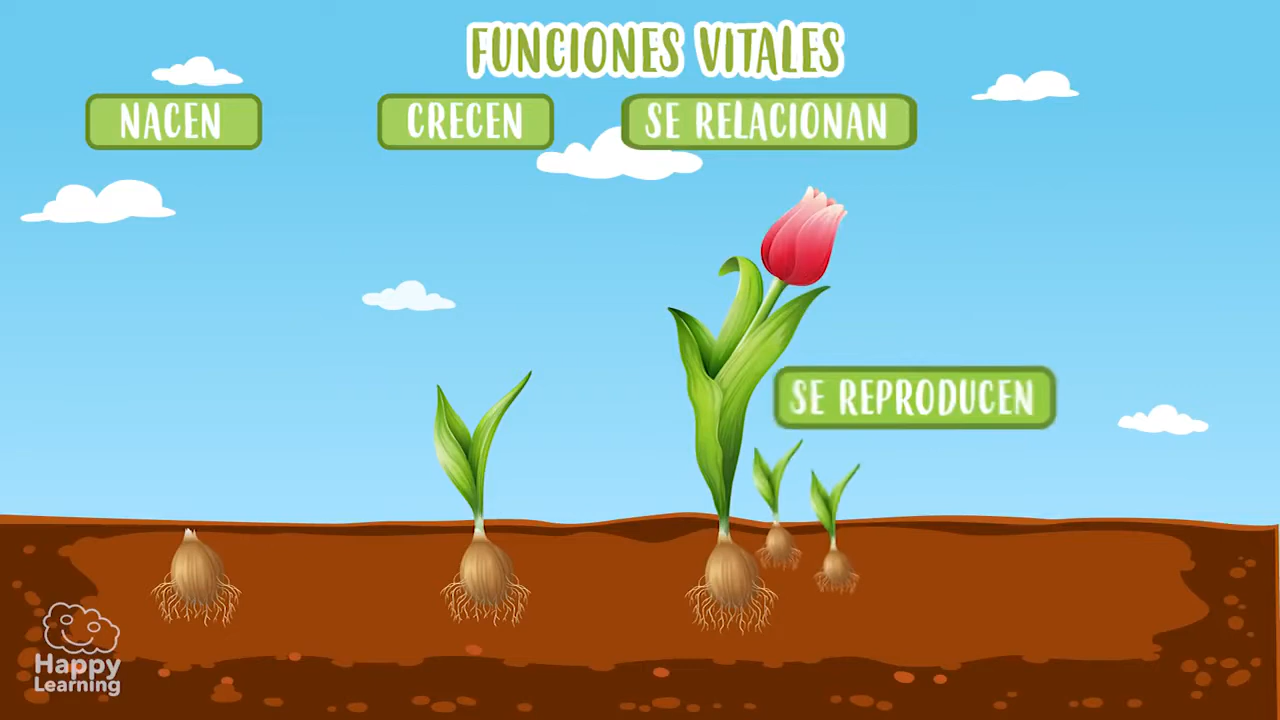 FUNCIONES VITALES
NACEN
CRECEN
SE RELACIONAN
SE REPRODUCEN
Happy
Learning